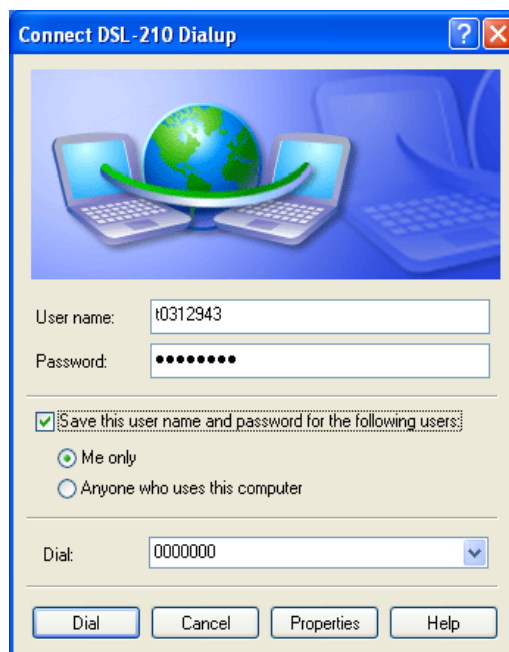 Connect DSL-210 Dialup
User name: t0312943
Password: ●●●●●●●●
Save this user name and password for the following users:
Me only
Anyone who uses this computer
Dial: 0000000
Dial Cancel Properties Help